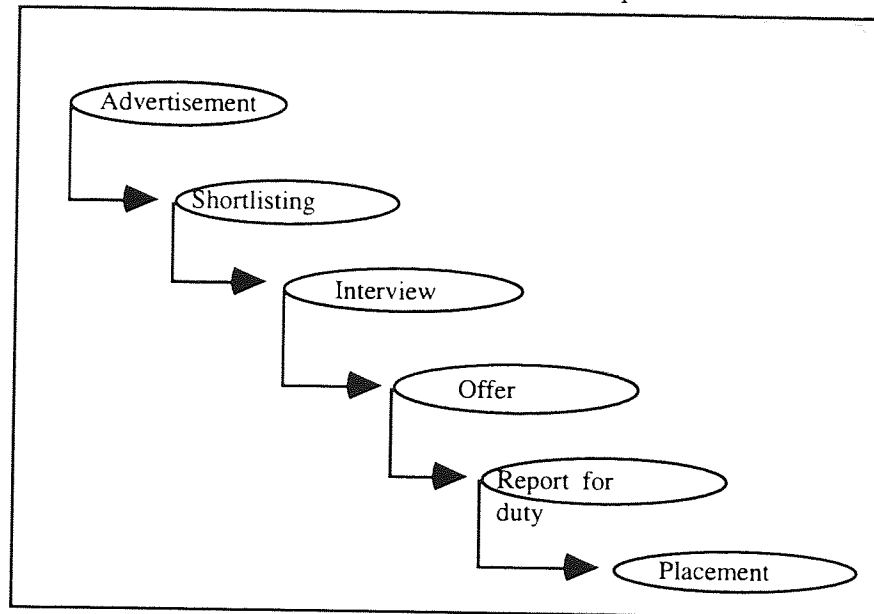 Advertisement
Shortlisting
Interview
Offer
Report for
duty
Placement